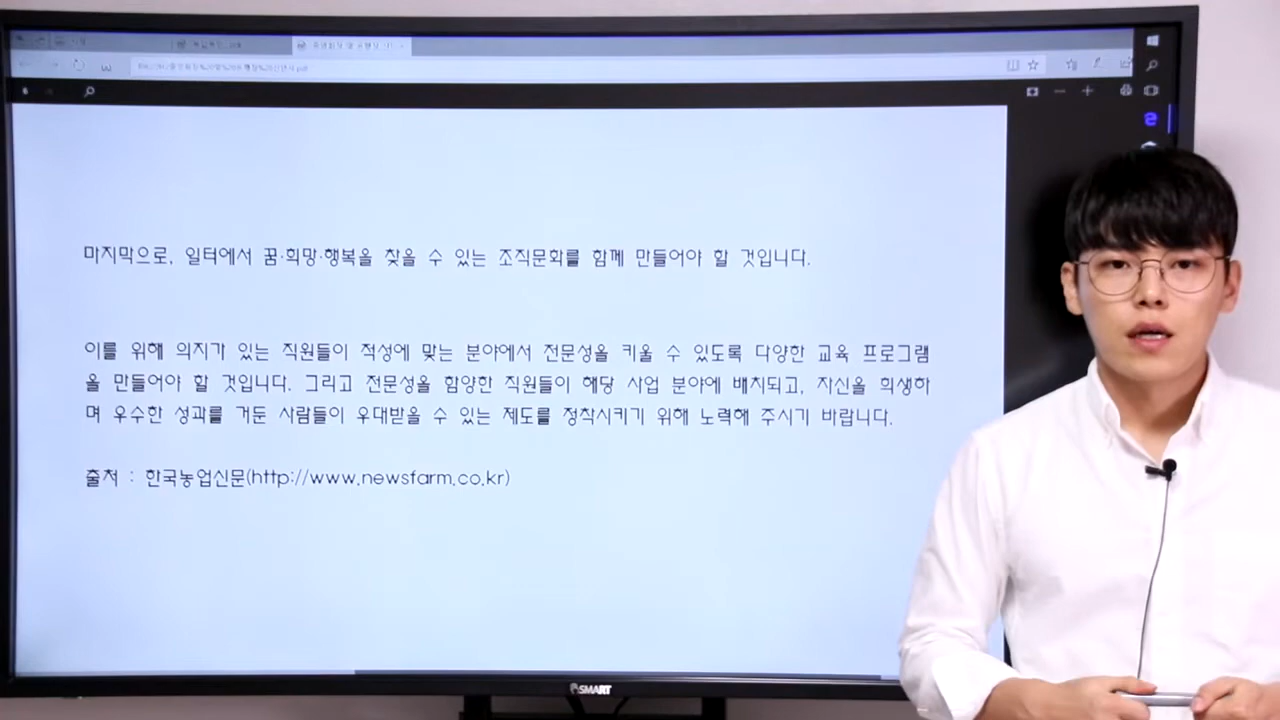 마지막으로, 일터에서 꿈·희망·행복을 찾을 수 있는 조직문화를 함께 만들어야 할 것입니다.
이를 위해 의지가 있는 직원들이 적성에 맞는 분야에서 전문성을 키울 수 있도록 다양한 교육 프로그램
을 만들어야 할 것입니다. 그리고 전문성을 함양한 직원들이 해당 사업 분야에 배치되고, 자신을 희생하
며 우수한 성과를 거둔 사람들이 우대받을 수 있는 제도를 정착시키기 위해 노력해 주시기 바랍니다.
출처 : 한국농업신문(http://www.newsfarm.co.kr)
SMART